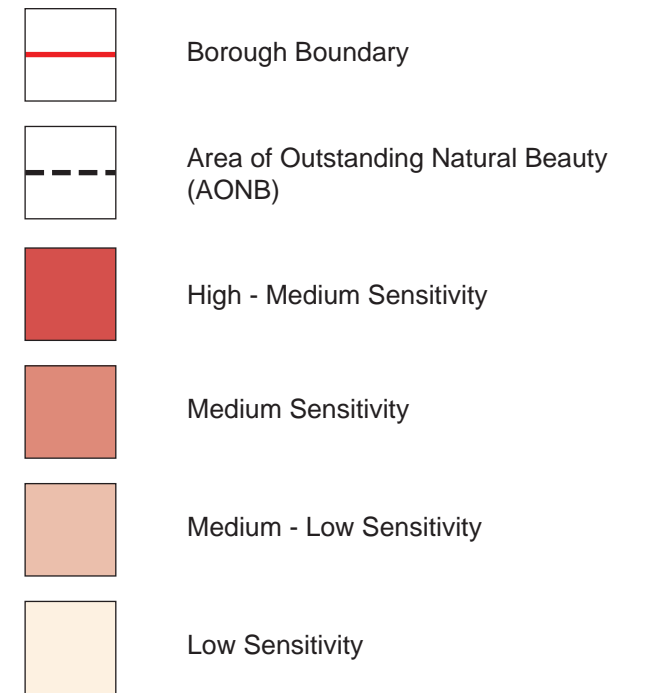 Borough Boundary
Area of Outstanding Natural Beauty
(AONB)
High - Medium Sensitivity
Medium Sensitivity
Medium - Low Sensitivity
Low Sensitivity